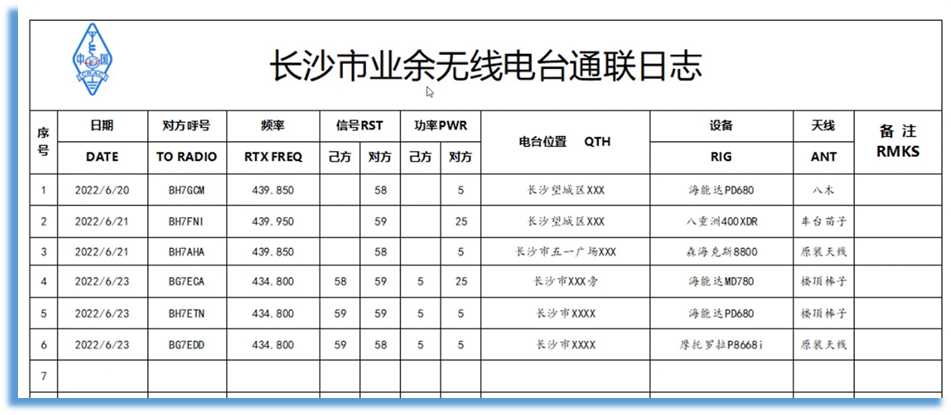 中 国
CRAC
长沙市业余无线电台通联日志
序号 日期 对方呼号 频率 信号RST 功率PWR 电台位置 QTH 设备 天线 备 注
DATE TO RADIO RTX FREQ 己方 对方 己方 对方 RIG ANT RMKS
1 2022/6/20 BH7GCM 439.850 58 5 长沙望城区XXX 海能达PD680 八木
2 2022/6/21 BH7FNI 439.950 59 25 长沙望城区XXX 八重洲400XDR 车台苗子
3 2022/6/21 BH7AHA 439.850 58 5 长沙市五一广场XXX 森海克斯8800 原装天线
4 2022/6/23 BG7ECA 434.800 58 59 5 25 长沙市XXX旁 海能达MD780 楼顶棒子
5 2022/6/23 BH7ETN 434.800 59 59 5 5 长沙市XXXX 海能达PD680 楼顶棒子
6 2022/6/23 BG7EDD 434.800 59 58 5 5 长沙市XXXX 摩托罗拉P8668i 原装天线
7